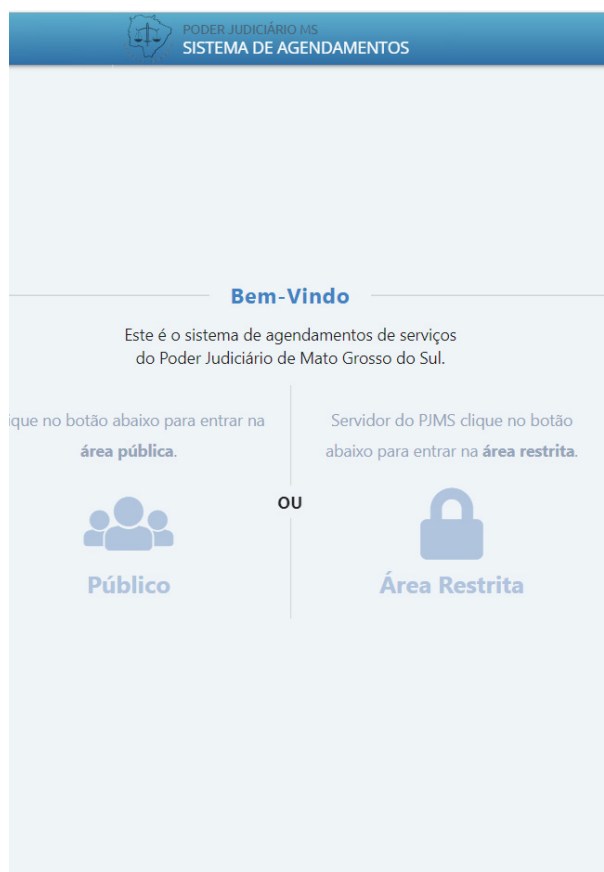 PODER JUDICIÁRIO MS
SISTEMA DE AGENDAMENTOS
Bem-Vindo
Este é o sistema de agendamentos de serviços
do Poder Judiciário de Mato Grosso do Sul.
ique no botão abaixo para entrar na
área pública.
Público
OU
Servidor do PJMS clique no botão
abaixo para entrar na área restrita.
Área Restrita